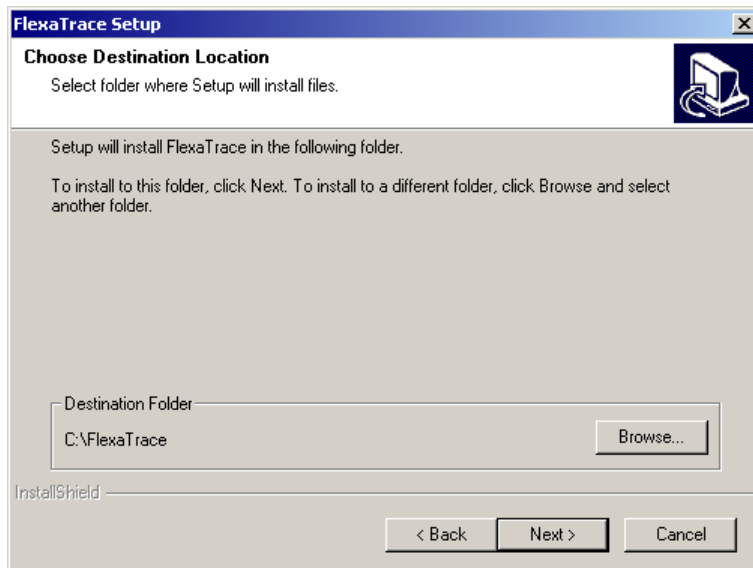 FlexaTrace Setup
Choose Destination Location
Select folder where Setup will install files.
Setup will install FlexaTrace in the following folder.
To install to this folder, click Next. To install to a different folder, click Browse and select
another folder.
Destination Folder
C:\FlexaTrace
Browse...
InstallShield
< Back
Next >
Cancel